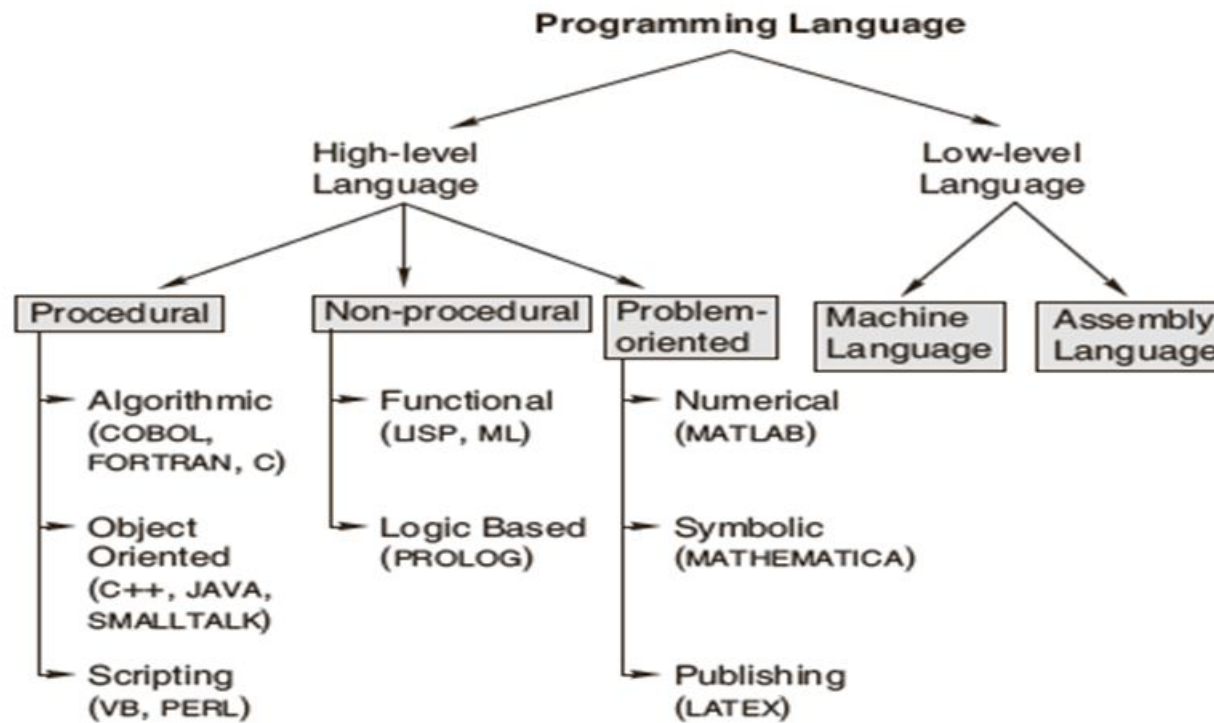 Programming Language
High-level
Language
Low-level
Language
Procedural
Non-procedural
Problem-
oriented
Machine
Language
Assembly
Language
Algorithmic
(COBOL,
FORTRAN, C)
Object
Oriented
(C++, JAVA,
SMALLTALK)
Scripting
(VB, PERL)
Functional
(LISP, ML)
Logic Based
(PROLOG)
Numerical
(MATLAB)
Symbolic
(MATHEMATICA)
Publishing
(LATEX)